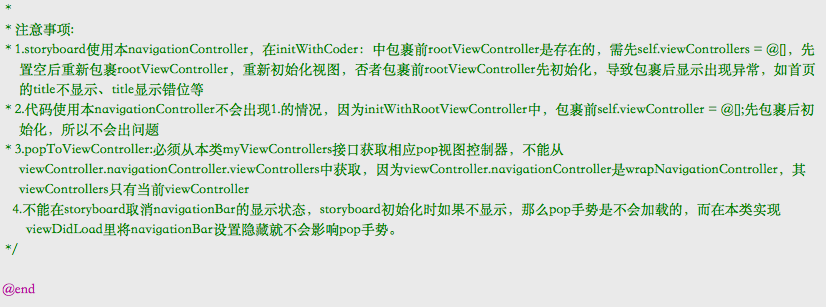 *
* 注意事项:
* 1.storyboard使用本navigationController，在initWithCoder：中包裹前rootViewController是存在的，需先self.viewControllers = @[]，先
置空后重新包裹rootViewController，重新初始化视图，否者包裹前rootViewController先初始化，导致包裹后显示出现异常，如首页
的title不显示、title显示错位等
* 2.代码使用本navigationController不会出现1.的情况，因为initWithRootViewController中，包裹前self.viewController = @[];先包裹后初
始化，所以不会出问题
* 3.popToViewController:必须从本类myViewControllers接口获取相应pop视图控制器，不能从
viewController.navigationController.viewControllers中获取，因为viewController.navigationController是wrapNavigationController，其
viewControllers只有当前viewController
4.不能在storyboard取消navigationBar的显示状态，storyboard初始化时如果不显示，那么pop手势是不会加载的，而在本类实现
viewDidLoad里将navigationBar设置隐藏就不会影响pop手势。
*/
@end